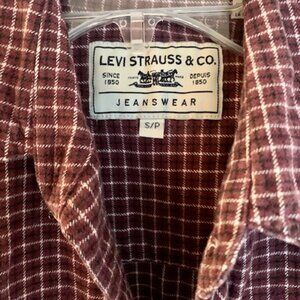 LEVI STRAUSS & CO.
SINCE 1850
DEPUIS 1850
JEANSWEAR
S/P